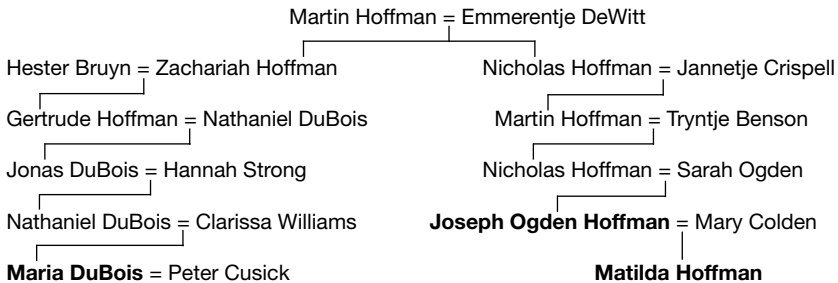 Martin Hoffman = Emmerentje DeWitt
Hester Bruyn = Zachariah Hoffman Nicholas Hoffman = Jannetje Crispell
Gertrude Hoffman = Nathaniel DuBois Martin Hoffman = Tryntje Benson
Jonas DuBois = Hannah Strong Nicholas Hoffman = Sarah Ogden
Nathaniel DuBois = Clarissa Williams Joseph Ogden Hoffman = Mary Colden
Maria DuBois = Peter Cusick Matilda Hoffman